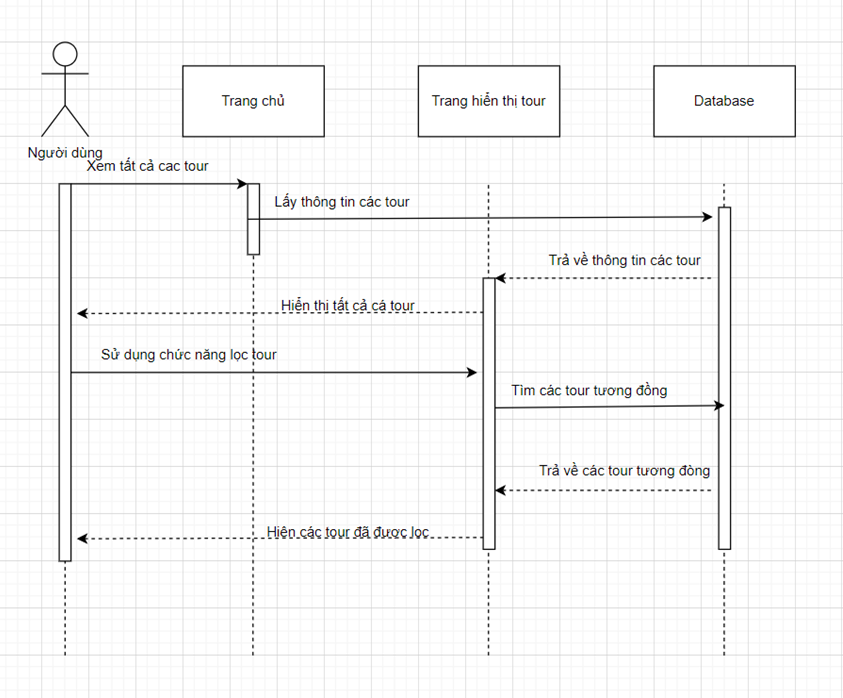 Trang chủ
Trang hiển thị tour
Database
Người dùng
Xem tất cả cac tour
Lấy thông tin các tour
Trả về thông tin các tour
Hiển thị tất cả cá tour
Sử dụng chức năng lọc tour
Tìm các tour tương đồng
Trả về các tour tương đòng
Hiện các tour đã được lọc